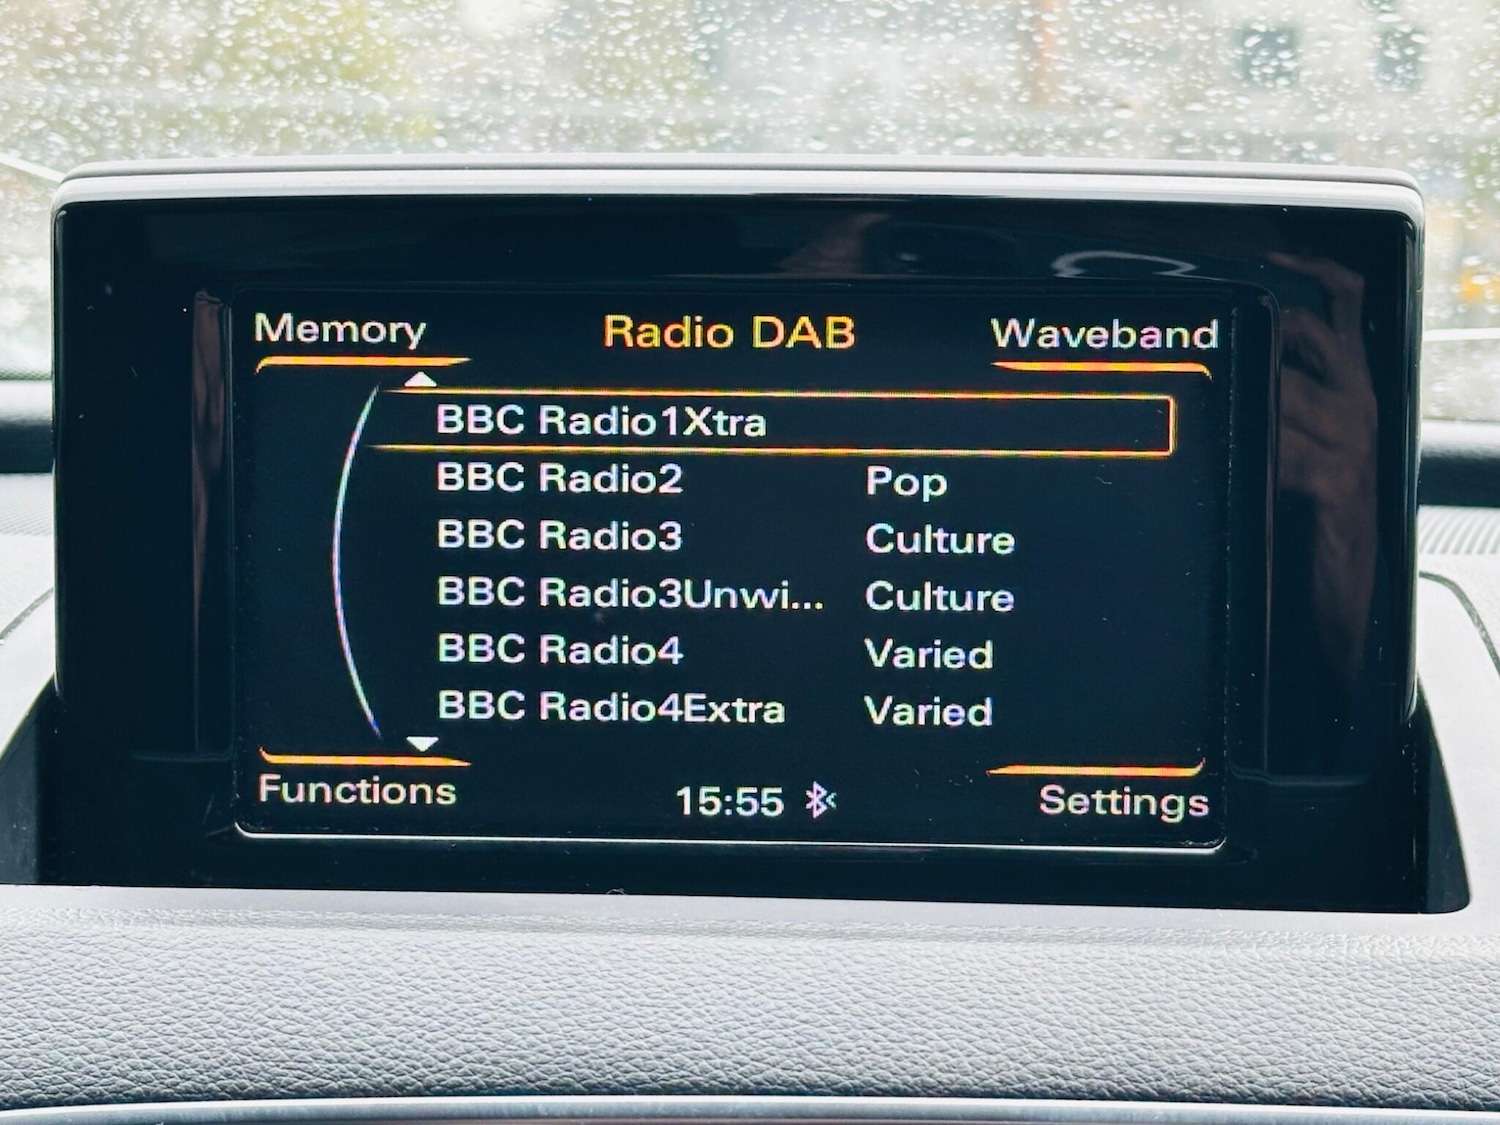 Memory Radio DAB Waveband
BBC Radio1Xtra
BBC Radio2 Pop
BBC Radio3 Culture
BBC Radio3Unwi... Culture
BBC Radio4 Varied
BBC Radio4Extra Varied
Functions 15:55 Settings